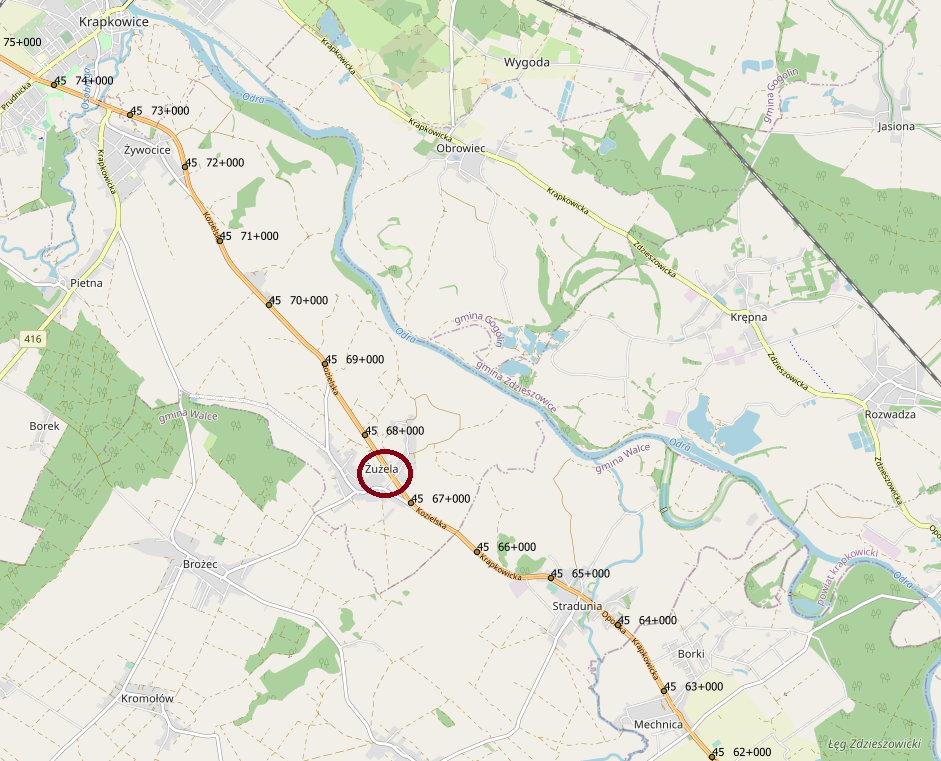 Krapkowice
75+000
45 74+000
Prudnicka
45 73+000
Odra
Krapkowicka
Wygoda
gmina Gogolin
Jasiona
Krapkowicka
Obrowiec
Żywocice
45 72+000
Krapkowicka
Krapkowicka
Kozielska
45 71+000
Zdzieszowicka
Pietna
45 70+000
Krępna
gmina Gogolin
Odra
416
45 69+000
Zdzieszowicka
gmina Zdzieszowice
Kozielska
Rozwadza
gmina Walce
Borek
45 68+000
Odra
gmina Walce
Żużela
Zdzieszowicka
45 67+000
Kozielska
45 66+000
powiat krapkowicki
Brożec
Krapkowicka
45 65+000
Odra
Stradunia
Opolska
45 64+000
Krapkowicka
Borki
45 63+000
Kromołów
Mechnica
45 62+000
Łęg Zdzieszowicki